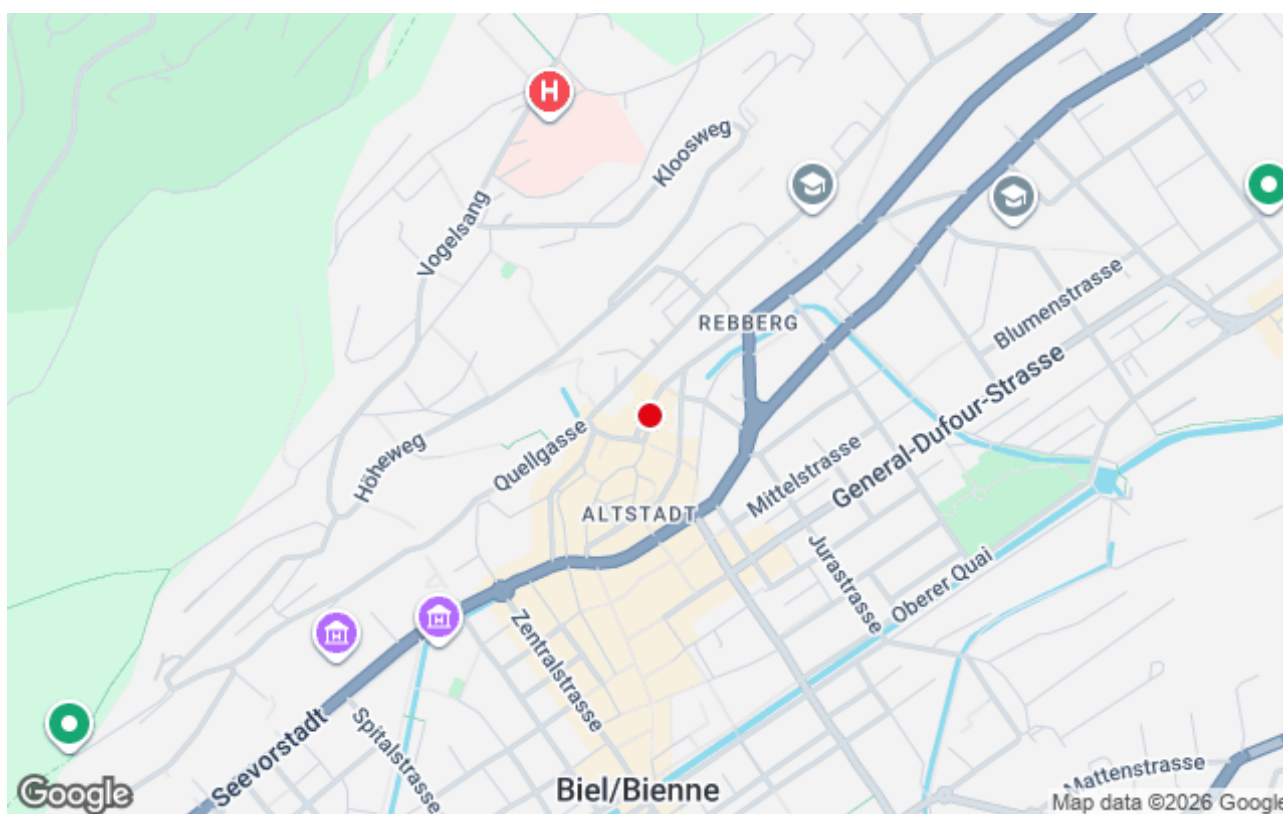 H
Kloosweg
Vogelsang
REBBERG
Blumenstrasse
General-Dufour-Strasse
Höheweg
Quellgasse
Mittelstrasse
ALTSTADT
Jurastrasse
Oberer Quai
Zentralstrasse
Seevorstadt
Spitalstrasse
Mattenstrasse
Biel/Bienne
Google
Map data ©2026 Google